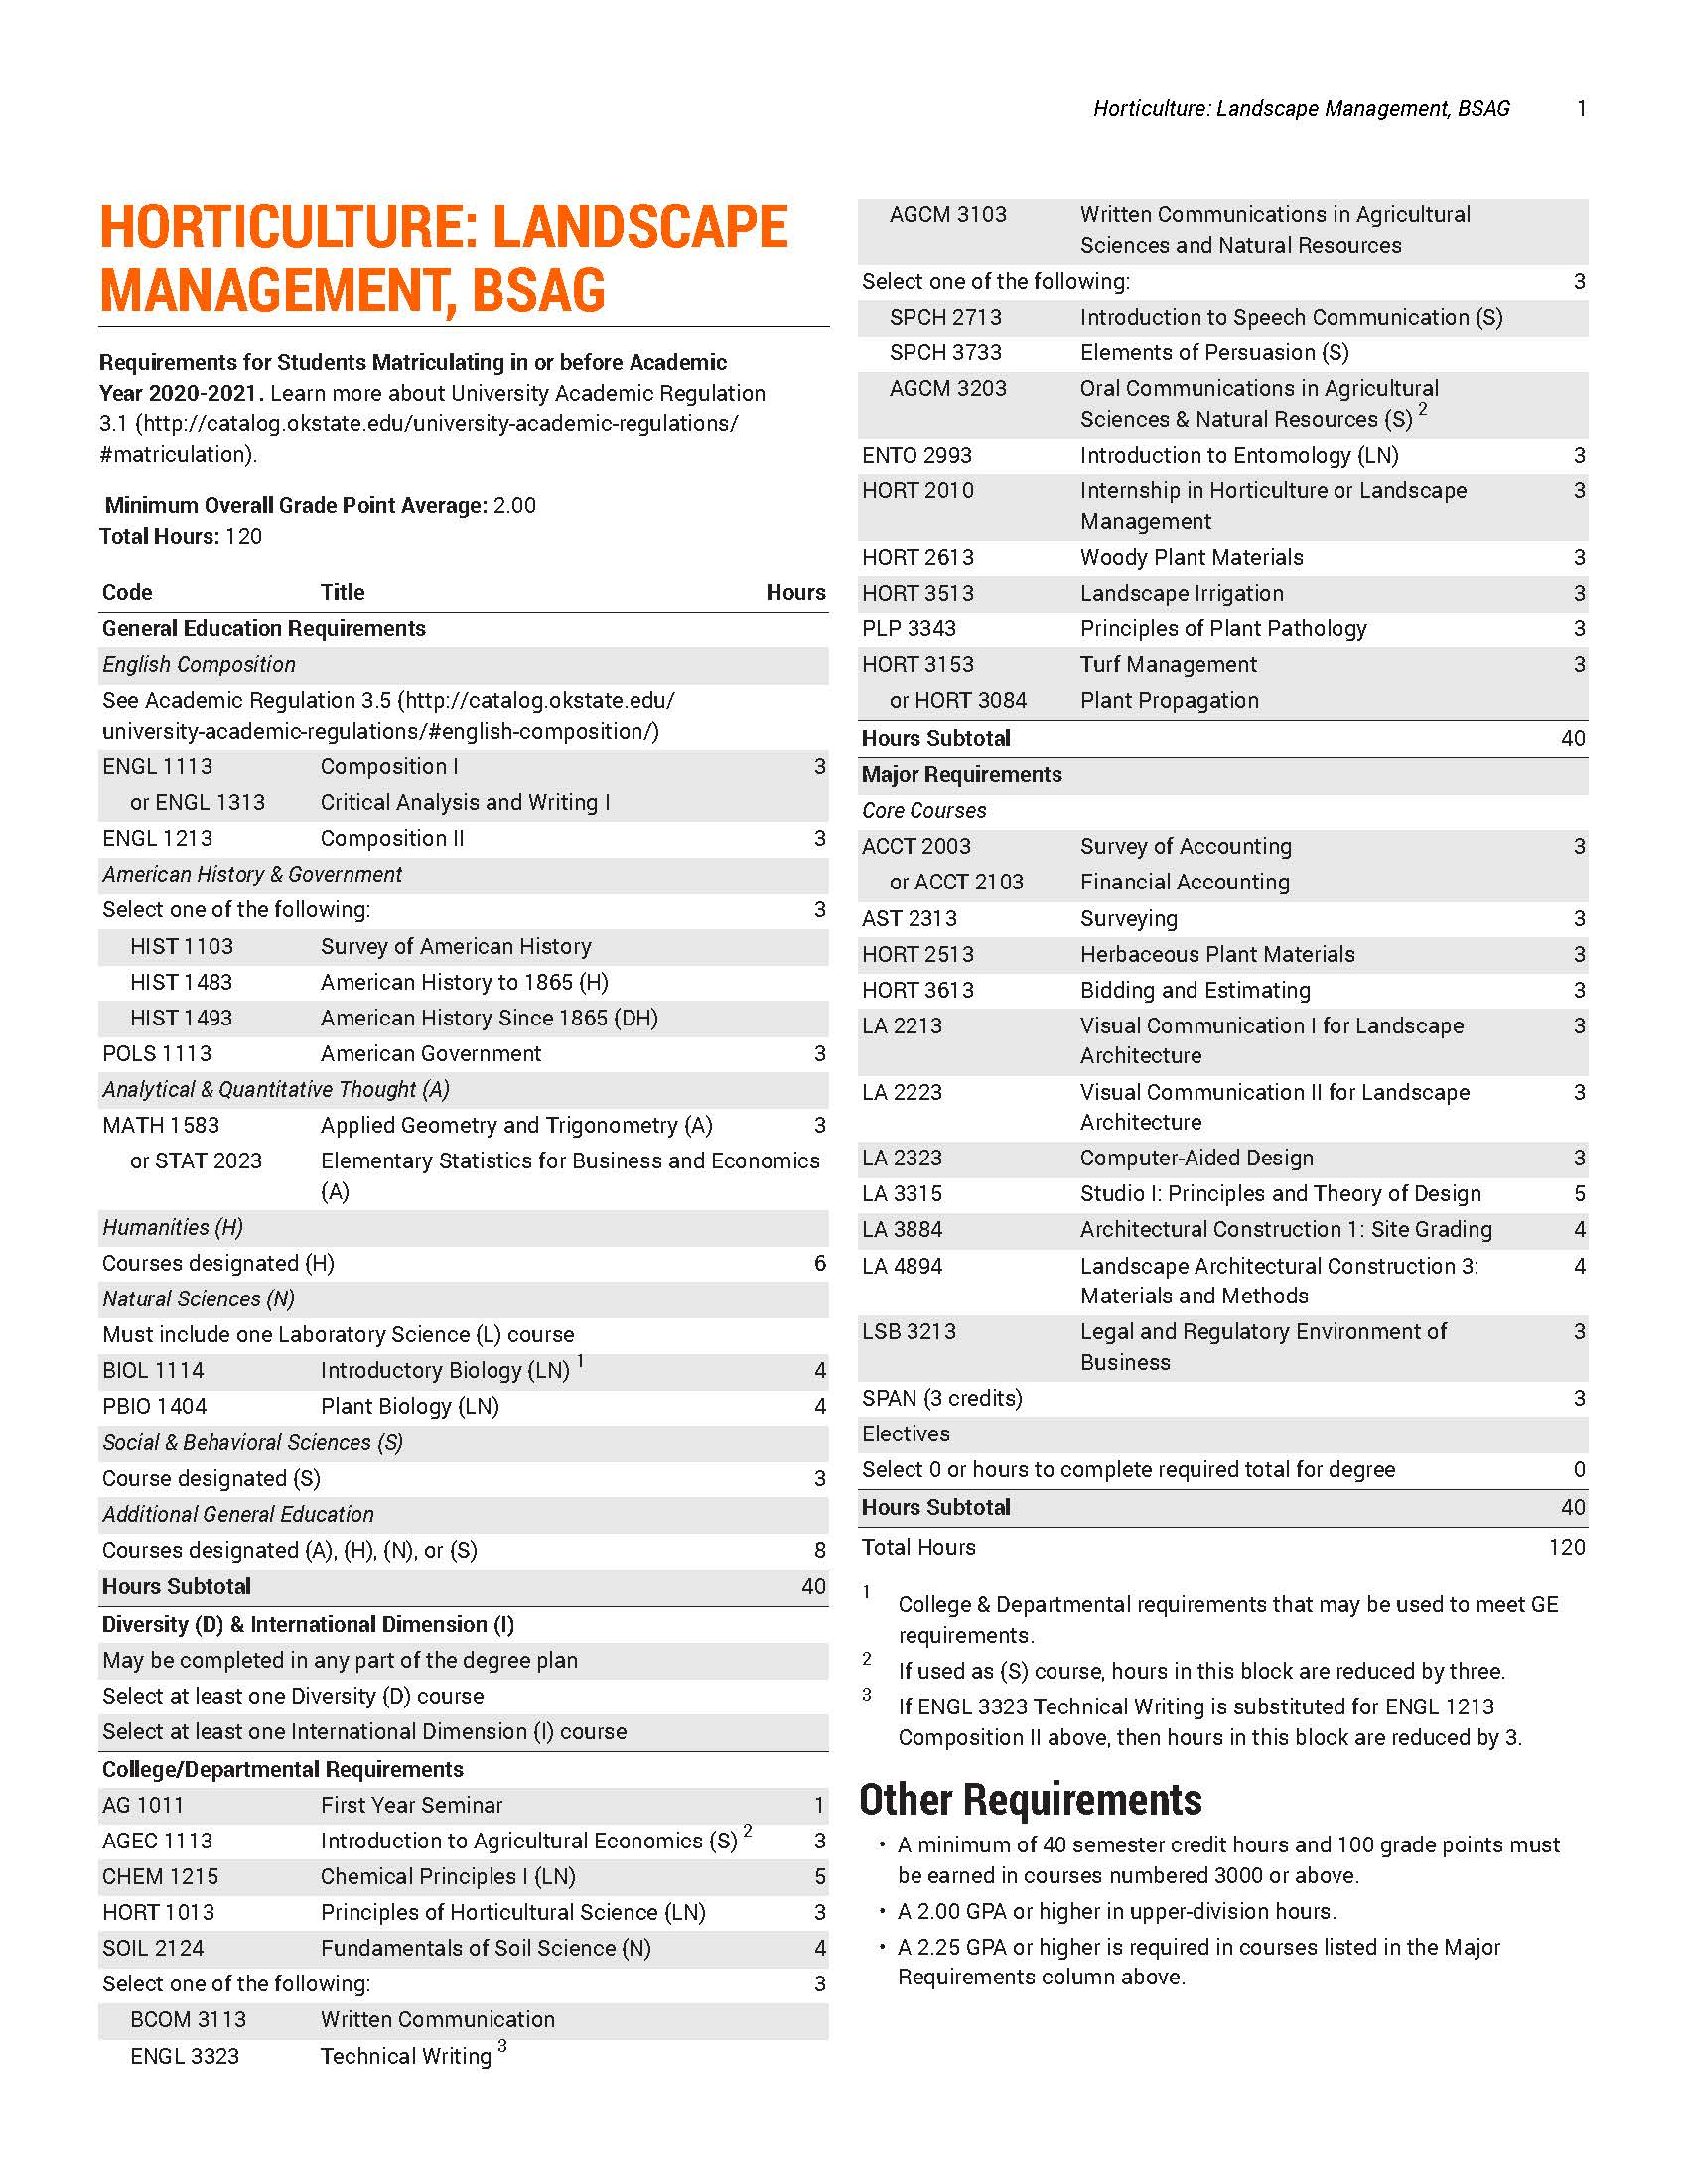 Horticulture: Landscape Management, BSAG 1
HORTICULTURE: LANDSCAPE
MANAGEMENT, BSAG
Requirements for Students Matriculating in or before Academic
Year 2020-2021. Learn more about University Academic Regulation
3.1 (http://catalog.okstate.edu/university-academic-regulations/
#matriculation).
Minimum Overall Grade Point Average: 2.00
Total Hours: 120
Code Title Hours
General Education Requirements
English Composition
See Academic Regulation 3.5 (http://catalog.okstate.edu/
university-academic-regulations/#english-composition/)
ENGL 1113 Composition I 3
or ENGL 1313 Critical Analysis and Writing I
ENGL 1213 Composition II 3
American History & Government
Select one of the following: 3
HIST 1103 Survey of American History
HIST 1483 American History to 1865 (H)
HIST 1493 American History Since 1865 (DH)
POLS 1113 American Government 3
Analytical & Quantitative Thought (A)
MATH 1583 Applied Geometry and Trigonometry (A) 3
or STAT 2023 Elementary Statistics for Business and Economics
(A)
Humanities (H)
Courses designated (H) 6
Natural Sciences (N)
Must include one Laboratory Science (L) course
BIOL 1114 Introductory Biology (LN) 1 4
PBIO 1404 Plant Biology (LN) 4
Social & Behavioral Sciences (S)
Course designated (S) 3
Additional General Education
Courses designated (A), (H), (N), or (S) 8
Hours Subtotal 40
Diversity (D) & International Dimension (I)
May be completed in any part of the degree plan
Select at least one Diversity (D) course
Select at least one International Dimension (I) course
College/Departmental Requirements
AG 1011 First Year Seminar 1
AGEC 1113 Introduction to Agricultural Economics (S) 2 3
CHEM 1215 Chemical Principles I (LN) 5
HORT 1013 Principles of Horticultural Science (LN) 3
SOIL 2124 Fundamentals of Soil Science (N) 4
Select one of the following: 3
BCOM 3113 Written Communication
ENGL 3323 Technical Writing 3
AGCM 3103 Written Communications in Agricultural
Sciences and Natural Resources
Select one of the following: 3
SPCH 2713 Introduction to Speech Communication (S)
SPCH 3733 Elements of Persuasion (S)
AGCM 3203 Oral Communications in Agricultural
Sciences & Natural Resources (S) 2
ENTO 2993 Introduction to Entomology (LN) 3
HORT 2010 Internship in Horticulture or Landscape 3
Management
HORT 2613 Woody Plant Materials 3
HORT 3513 Landscape Irrigation 3
PLP 3343 Principles of Plant Pathology 3
HORT 3153 Turf Management 3
or HORT 3084 Plant Propagation
Hours Subtotal 40
Major Requirements
Core Courses
ACCT 2003 Survey of Accounting 3
or ACCT 2103 Financial Accounting
AST 2313 Surveying 3
HORT 2513 Herbaceous Plant Materials 3
HORT 3613 Bidding and Estimating 3
LA 2213 Visual Communication I for Landscape 3
Architecture
LA 2223 Visual Communication II for Landscape 3
Architecture
LA 2323 Computer-Aided Design 3
LA 3315 Studio I: Principles and Theory of Design 5
LA 3884 Architectural Construction 1: Site Grading 4
LA 4894 Landscape Architectural Construction 3: 4
Materials and Methods
LSB 3213 Legal and Regulatory Environment of 3
Business
SPAN (3 credits) 3
Electives
Select 0 or hours to complete required total for degree 0
Hours Subtotal 40
Total Hours 120
1 College & Departmental requirements that may be used to meet GE
requirements.
2 If used as (S) course, hours in this block are reduced by three.
3 If ENGL 3323 Technical Writing is substituted for ENGL 1213
Composition II above, then hours in this block are reduced by 3.
Other Requirements
• A minimum of 40 semester credit hours and 100 grade points must
be earned in courses numbered 3000 or above.
• A 2.00 GPA or higher in upper-division hours.
• A 2.25 GPA or higher is required in courses listed in the Major
Requirements column above.